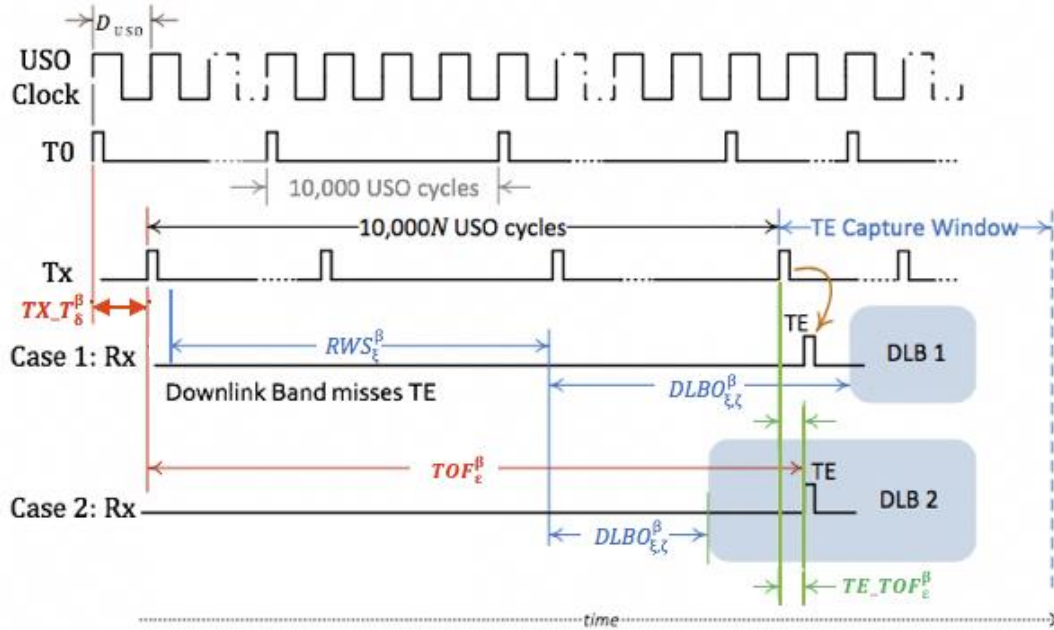 D USO
USO
Clock
T0
10,000 USO cycles
10,000N USO cycles
TE Capture Window
Tx
TX_T^β_δ
TE
Case 1: Rx
RWS^β_ξ
DLB 1
Downlink Band misses TE
DLBO^β_ξ,ζ
TOF^β_ε
TE
Case 2: Rx
DLB 2
DLBO^β_ξ,ζ
TE_TOF^β_ε
time